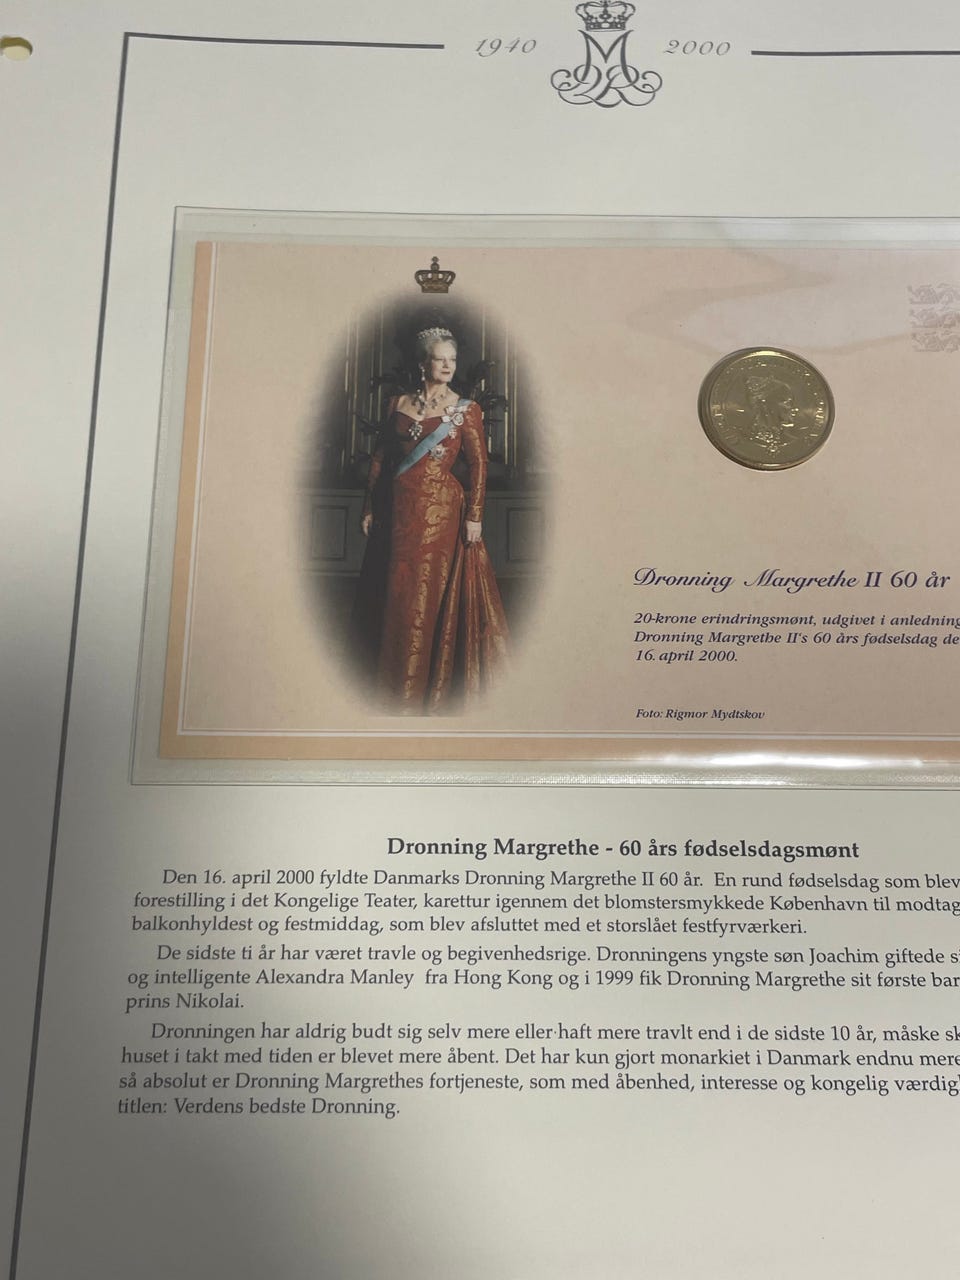 1940 2000
Dronning Margrethe II 60 år
20-krone erindringsmønt, udgivet i anledning
Dronning Margrethe II's 60 års fødselsdag de
16. april 2000.
Foto: Rigmor Mydtskov
Dronning Margrethe - 60 års fødselsdagsmønt
Den 16. april 2000 fyldte Danmarks Dronning Margrethe II 60 år. En rund fødselsdag som blev
forestilling i det Kongelige Teater, karettur igennem det blomstersmykkede København til modtag
balkonhyldest og festmiddag, som blev afsluttet med et storslået festfyrværkeri.
De sidste ti år har været travle og begivenhedsrige. Dronningens yngste søn Joachim giftede
og intelligente Alexandra Manley fra Hong Kong og i 1999 fik Dronning Margrethe sit første bar
prins Nikolai.
Dronningen har aldrig budt sig selv mere eller haft mere travlt end i de sidste 10 år, måske sk
huset i takt med tiden er blevet mere åbent. Det har kun gjort monarkiet i Danmark endnu mere
så absolut er Dronning Margrethes fortjeneste, som med åbenhed, interesse og kongelig værdig
titlen: Verdens bedste Dronning.